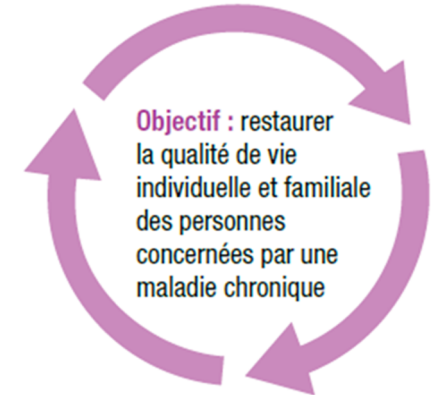 Objectif : restaurer
la qualité de vie
individuelle et familiale
des personnes
concernées par une
maladie chronique